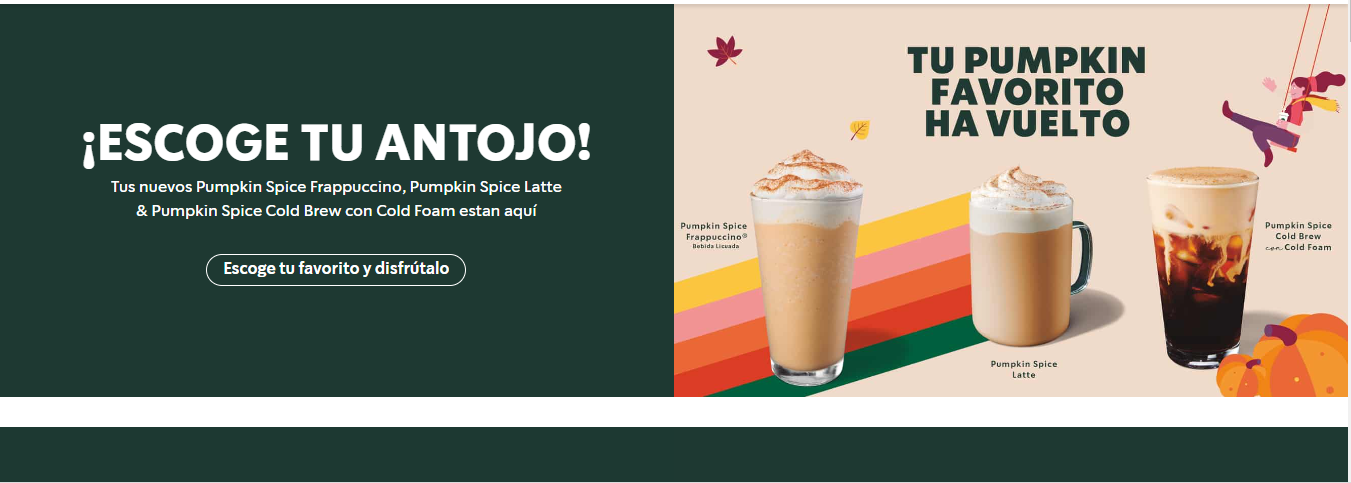 ¡ESCOGE TU ANTOJO!
Tus nuevos Pumpkin Spice Frappuccino, Pumpkin Spice Latte
& Pumpkin Spice Cold Brew con Cold Foam estan aquí
Escoge tu favorito y disfrútalo
TU PUMPKIN
FAVORITO
HA VUELTO
Pumpkin Spice
Frappuccino®
Bebida Licuada
Pumpkin Spice
Latte
Pumpkin Spice
Cold Brew
con Cold Foam